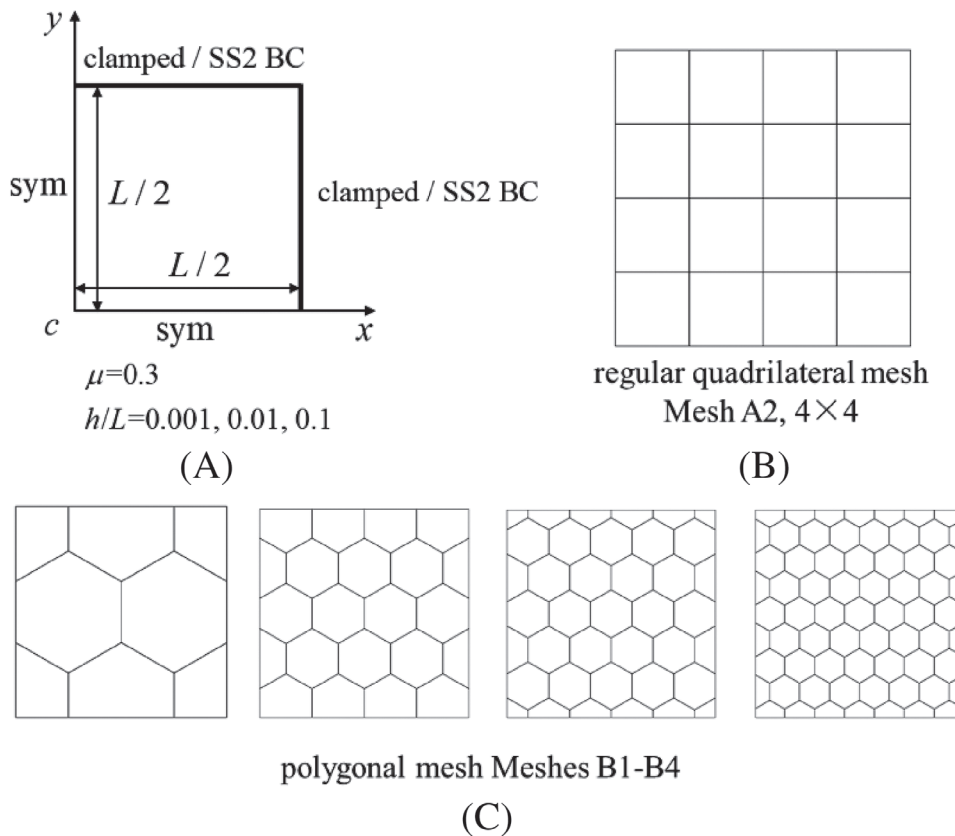 y
clamped / SS2 BC
sym
L / 2
clamped / SS2 BC
L / 2
c
sym
x
μ=0.3
h/L=0.001, 0.01, 0.1
(A)
regular quadrilateral mesh
Mesh A2, 4×4
(B)
polygonal mesh Meshes B1-B4
(C)